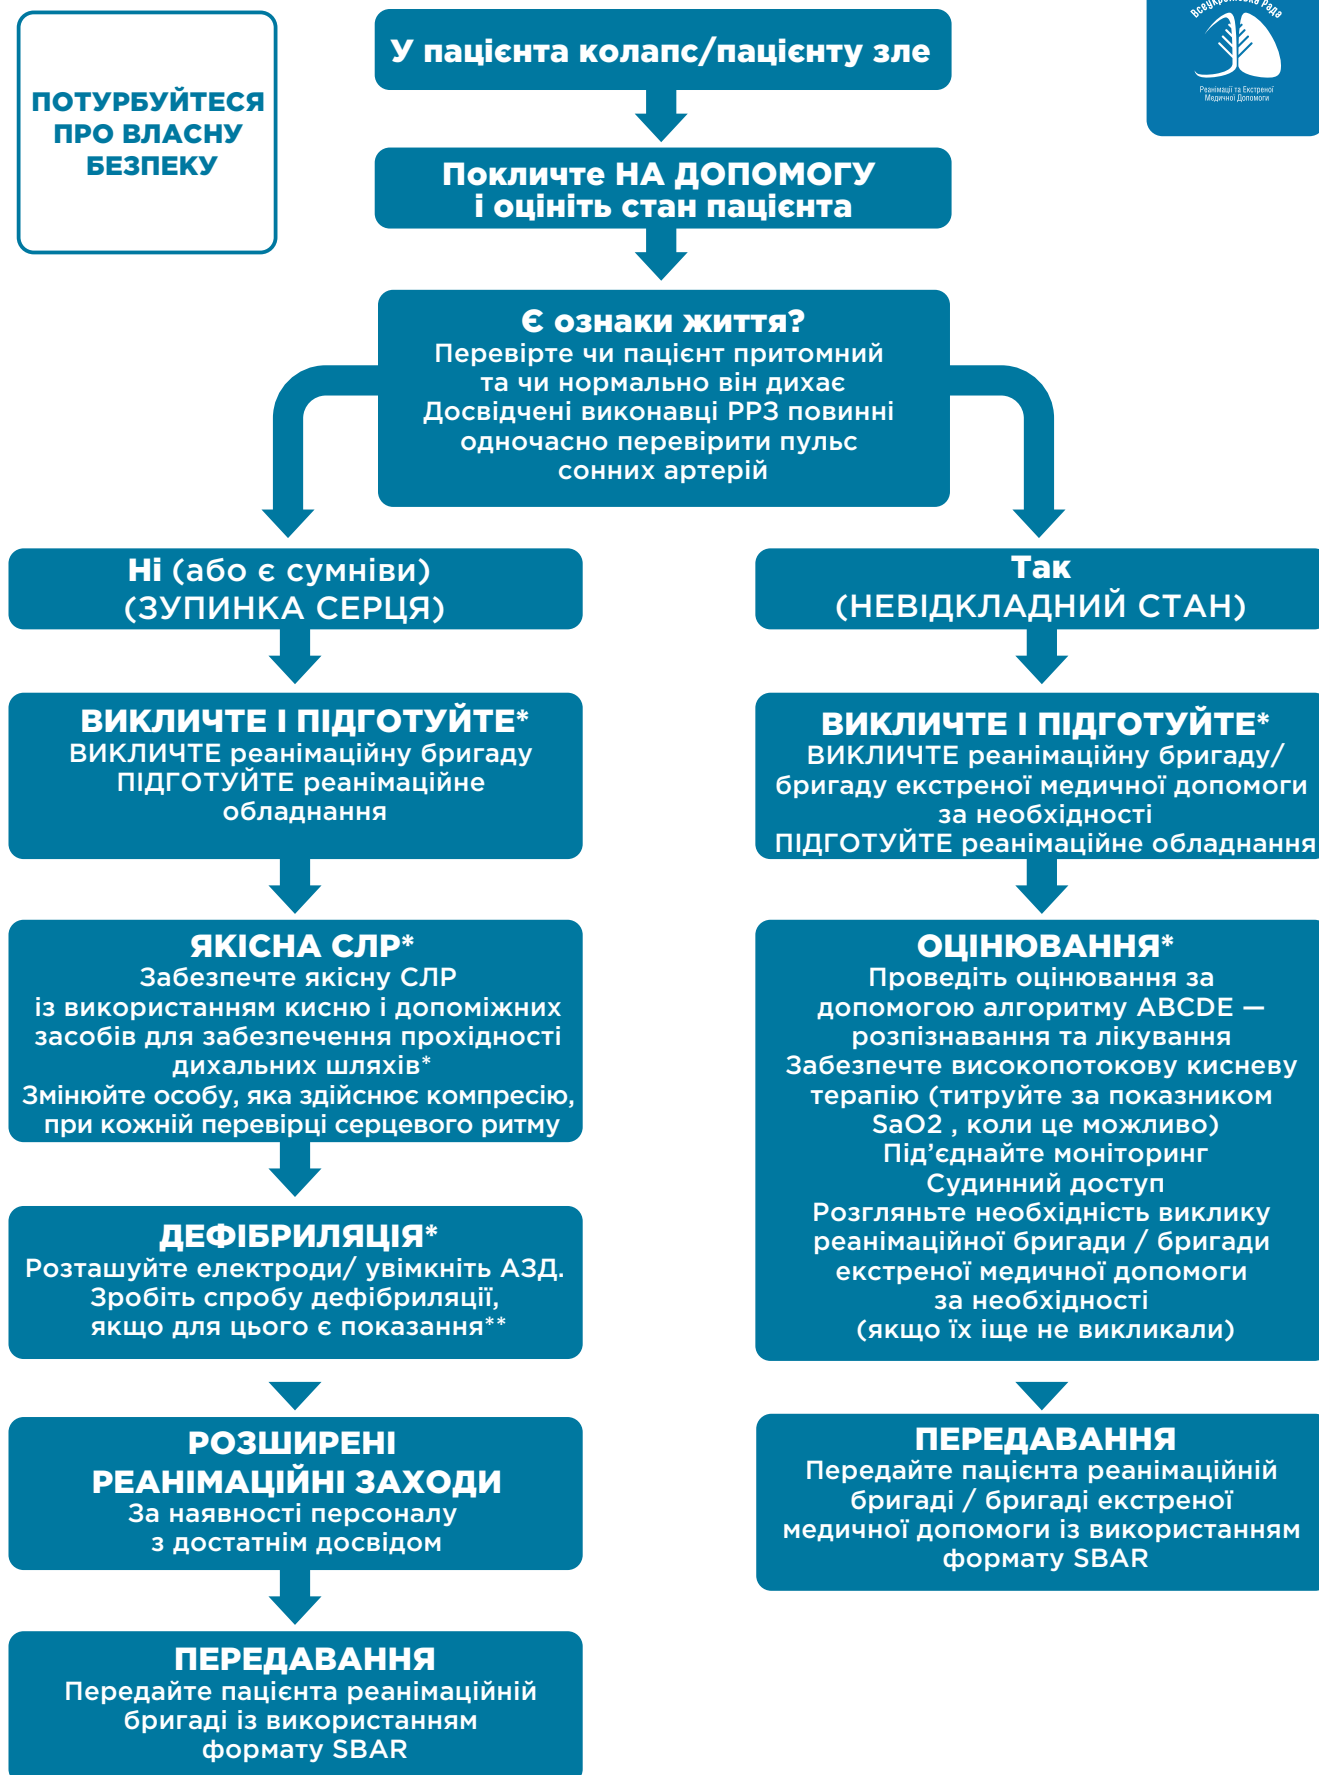 ПОТУРБУЙТЕСЯ
ПРО ВЛАСНУ
БЕЗПЕКУ
У пацієнта колапс/пацієнту зле
Всеукраїнська Рада
Реанімації та Екстреної
Медичної Допомоги
Покличте НА ДОПОМОГУ
і оцініть стан пацієнта
Є ознаки життя?
Перевірте чи пацієнт притомний
та чи нормально він дихає
Досвідчені виконавці РРЗ повинні
одночасно перевірити пульс
сонних артерій
Ні (або є сумніви)
(ЗУПИНКА СЕРЦЯ)
ВИКЛИЧТЕ І ПІДГОТУЙТЕ*
ВИКЛИЧТЕ реанімаційну бригаду
ПІДГОТУЙТЕ реанімаційне
обладнання
ЯКІСНА СЛР*
Забезпечте якісну СЛР
із використанням кисню і допоміжних
засобів для забезпечення прохідності
дихальних шляхів*
Змінюйте особу, яка здійснює компресію,
при кожній перевірці серцевого ритму
ДЕФІБРИЛЯЦІЯ*
Розташуйте електроди/ увімкніть АЗД.
Зробіть спробу дефібриляції,
якщо для цього є показання**
РОЗШИРЕНІ
РЕАНІМАЦІЙНІ ЗАХОДИ
За наявності персоналу
з достатнім досвідом
ПЕРЕДАВАННЯ
Передайте пацієнта реанімаційній
бригаді із використанням
формату SBAR
Так
(НЕВІДКЛАДНИЙ СТАН)
ВИКЛИЧТЕ І ПІДГОТУЙТЕ*
ВИКЛИЧТЕ реанімаційну бригаду/
бригаду екстреної медичної допомоги
за необхідності
ПІДГОТУЙТЕ реанімаційне обладнання
ОЦІНЮВАННЯ*
Проведіть оцінювання за
допомогою алгоритму ABCDE —
розпізнавання та лікування
Забезпечте високопотокову кисневу
терапію (титруйте за показником
SaO2 , коли це можливо)
Під’єднайте моніторинг
Судинний доступ
Розгляньте необхідність виклику
реанімаційної бригади / бригади
екстреної медичної допомоги
за необхідності
(якщо їх іще не викликали)
ПЕРЕДАВАННЯ
Передайте пацієнта реанімаційній
бригаді / бригаді екстреної
медичної допомоги із використанням
формату SBAR